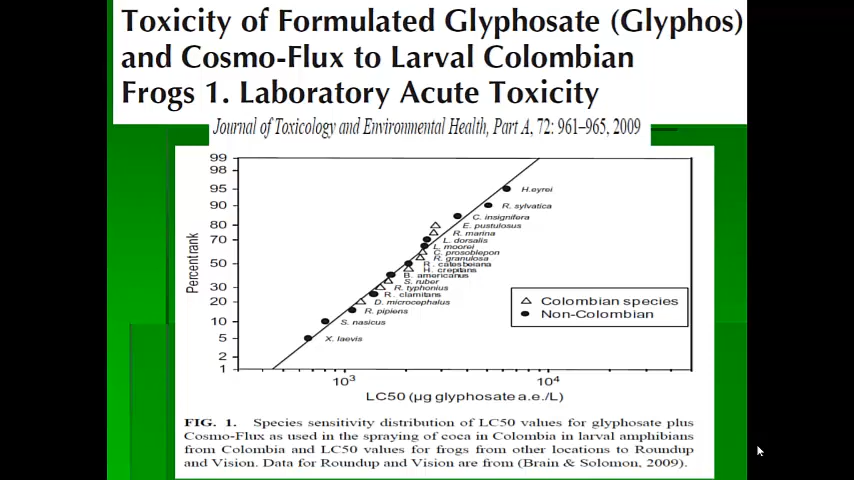 Toxicity of Formulated Glyphosate (Glyphos)
and Cosmo-Flux to Larval Colombian
Frogs 1. Laboratory Acute Toxicity
Journal of Toxicology and Environmental Health, Part A, 72: 961–965, 2009
99
98
95
90
80
70
50
30
20
10
5
2
1
Percentrank
H.eyrei
R. sylvatica
C. insignifera
E. pustulosus
R. marina
L. dorsalis
L. moorei
C. prosoblepon
R. granulosa
R. catesbeiana
H. crepitans
B. americanus
S. ruber
R. typhonius
R. clamitans
D. microcephalus
R. pipiens
S. nasicus
X. laevis
Colombian species
Non-Colombian
10³
10⁴
LC50 (µg glyphosate a.e./L)
FIG. 1. Species sensitivity distribution of LC50 values for glyphosate plus
Cosmo-Flux as used in the spraying of coca in Colombia in larval amphibians
from Colombia and LC50 values for frogs from other locations to Roundup
and Vision. Data for Roundup and Vision are from (Brain & Solomon, 2009).